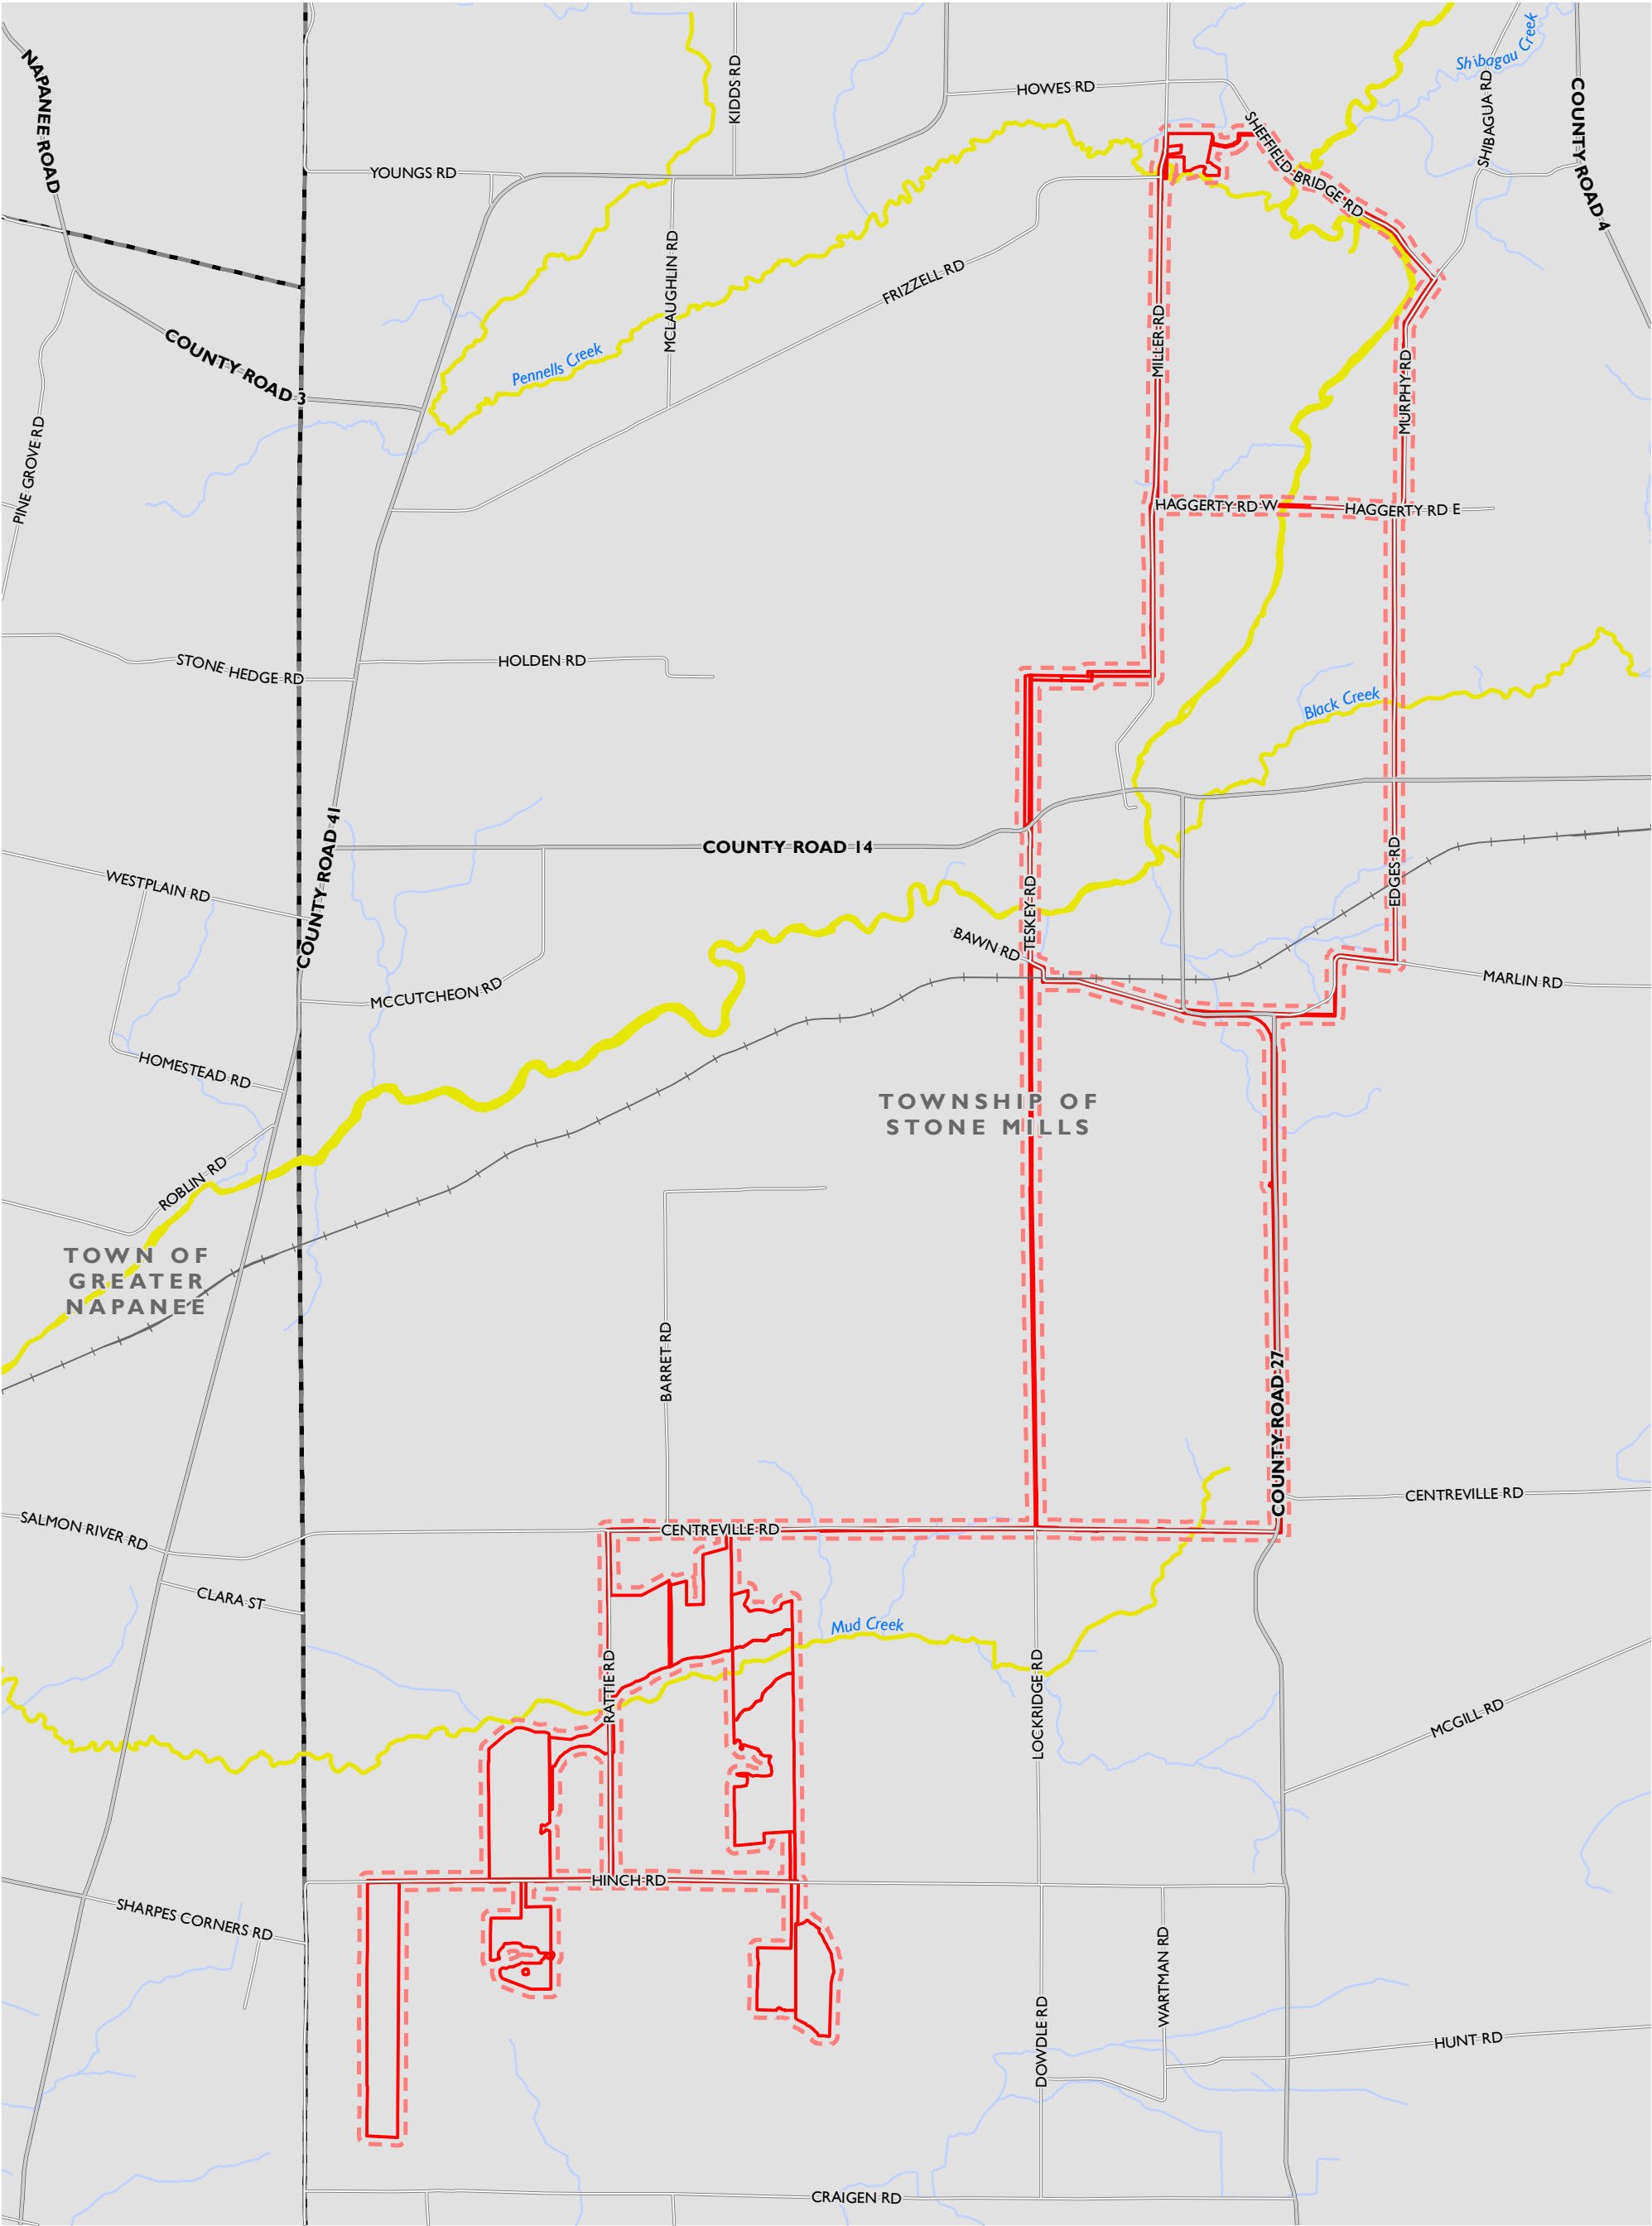 Shibagau Creek
NAPANEE ROAD
KIDDS RD
HOWES RD
SHIBAGUA RD
COUNTY ROAD 4
SHEFFIELD BRIDGE RD
YOUNGS RD
MCLAUGHLIN RD
FRIZZELL RD
MILLER RD
COUNTY ROAD 3
Pennells Creek
MURPHY RD
PINE GROVE RD
HAGGERTY RD W
HAGGERTY RD E
STONE HEDGE RD
HOLDEN RD
Black Creek
COUNTY ROAD 41
COUNTY ROAD 14
EDGES RD
WESTPLAIN RD
TESKEY RD
BAWN RD
MCCUTCHEON RD
MARLIN RD
HOMESTEAD RD
TOWNSHIP OF
STONE MILLS
ROBLIN RD
TOWN OF
GREATER
NAPANEE
BARRET RD
COUNTY ROAD 27
CENTREVILLE RD
SALMON RIVER RD
CENTREVILLE RD
CLARA ST
Mud Creek
RATTIE RD
LOCKRIDGE RD
MCGILL RD
HINCH RD
SHARPES CORNERS RD
WARTMAN RD
DOWDLE RD
HUNT RD
CRAIGEN RD